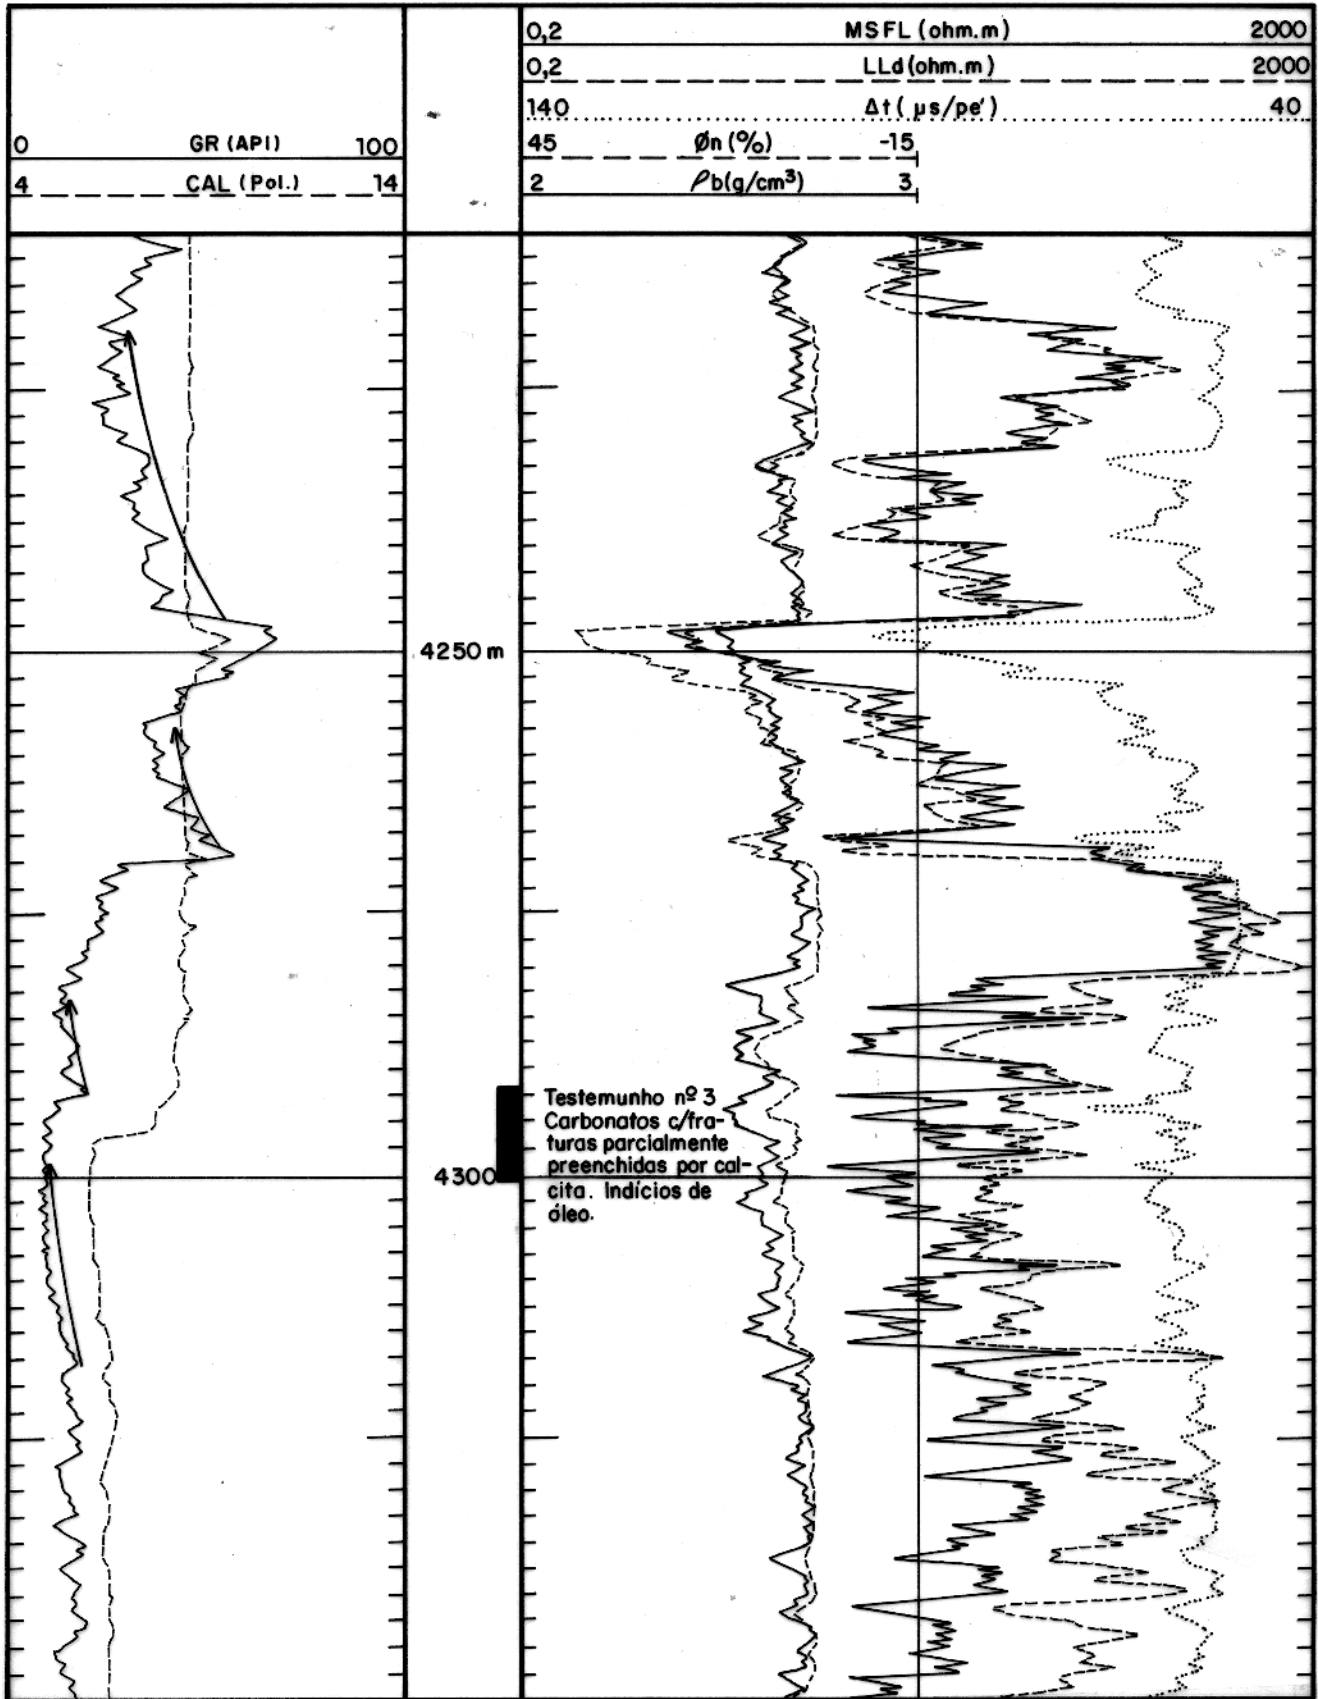 0,2 MSFL (ohm.m) 2000
0,2 LLd (ohm.m) 2000
140 Δt ( μs/pe') 40
0 GR (API) 100
45 Øn (%) -15
4 CAL (Pol.) 14
2 ρb(g/cm³) 3
4250 m
Testemunho nº 3
Carbonatos c/fra-
turas parcialmente
preenchidas por cal-
4300
cita. Indícios de
óleo.